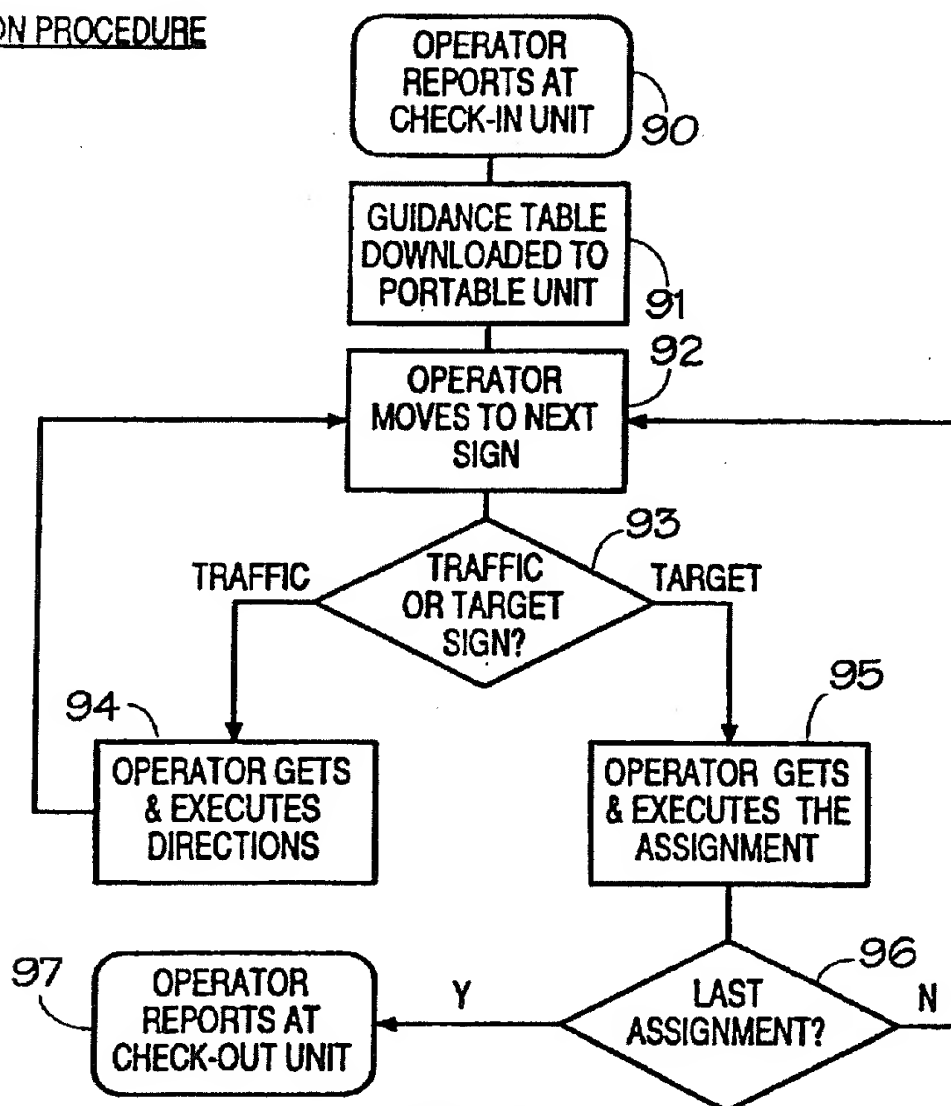 PROCEDURE
OPERATOR
REPORTS AT
CHECK-IN UNIT
90
GUIDANCE TABLE
DOWNLOADED TO
PORTABLE UNIT
91
92
OPERATOR
MOVES TO NEXT
SIGN
93
TRAFFIC
TRAFFIC
OR TARGET
SIGN?
TARGET
94
OPERATOR GETS
& EXECUTES
DIRECTIONS
95
OPERATOR GETS
& EXECUTES THE
ASSIGNMENT
97
OPERATOR
REPORTS AT
CHECK-OUT UNIT
Y
96
LAST
ASSIGNMENT?
N